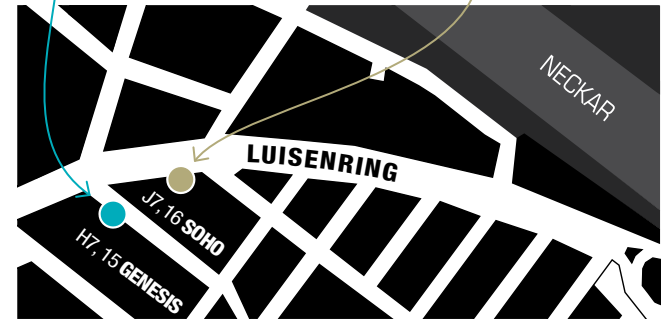 NECKAR
LUISENRING
J7, 16 SOHO
H7, 15 GENESIS